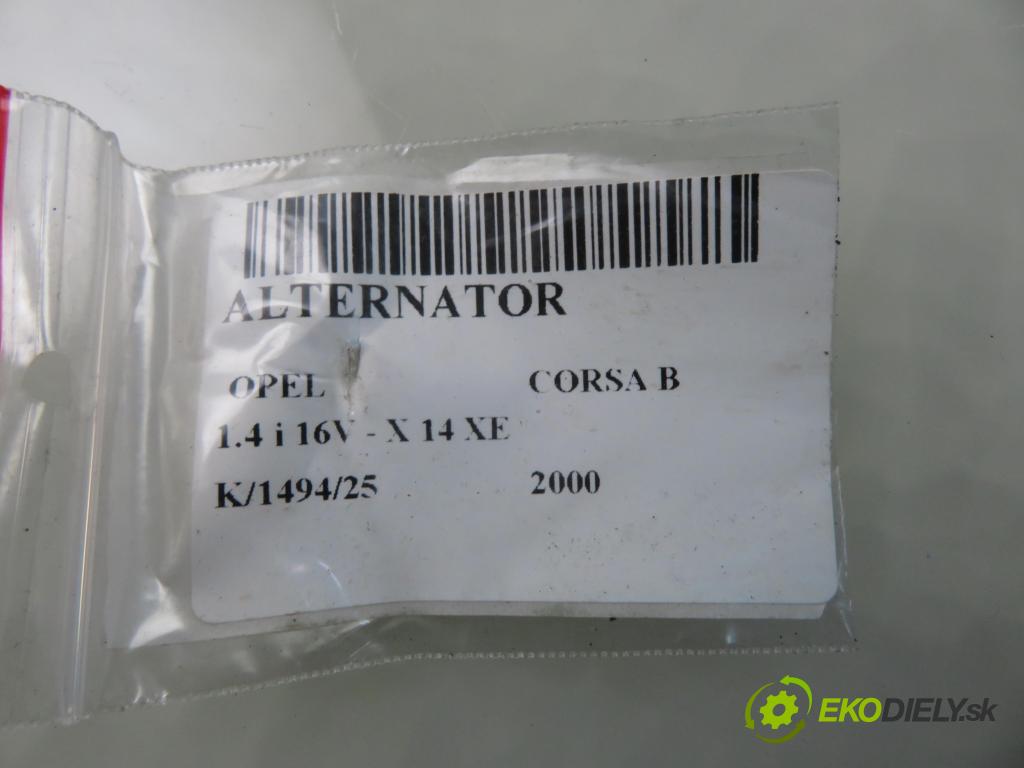 ALTERNATOR
OPEL CORSA B
1.4 i 16V - X 14 XE
K/1494/25 2000
EKODIELY.sk